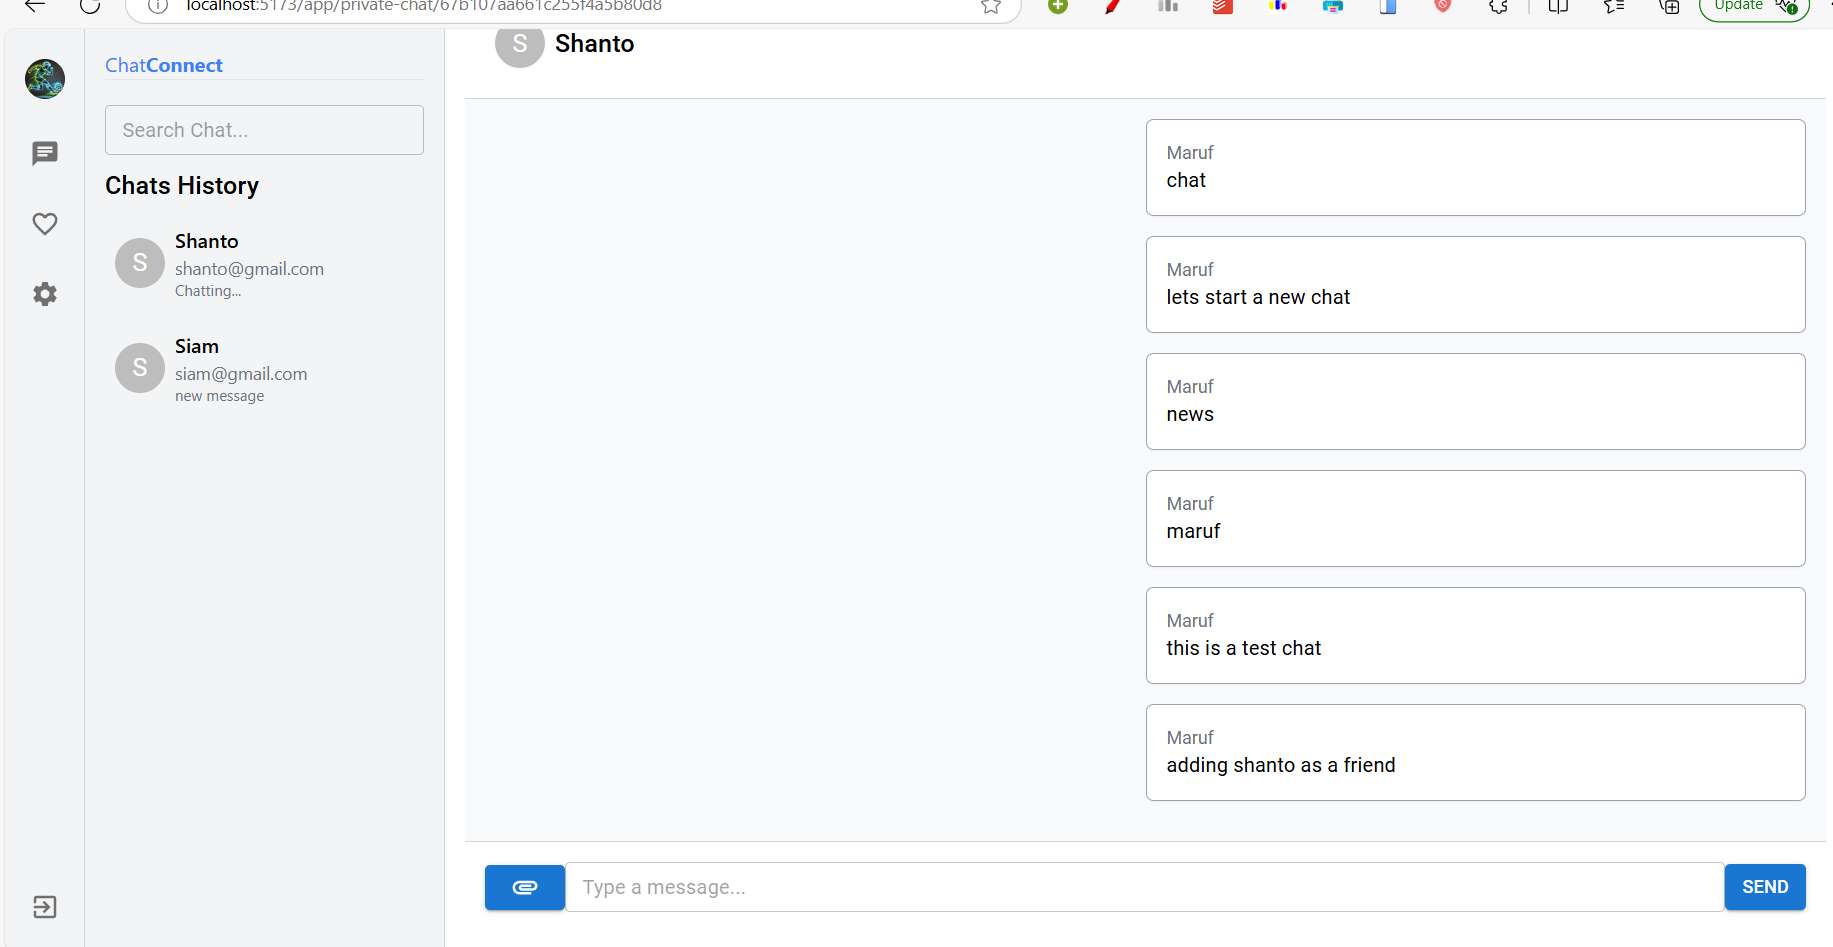 localhost:5173/app/private-chat/67b107aa661c255f4a5b80d8
Update
ChatConnect
Search Chat...
Chats History
S
Shanto
shanto@gmail.com
Chatting...
S
Siam
siam@gmail.com
new message
S
Shanto
Maruf
chat
Maruf
lets start a new chat
Maruf
news
Maruf
maruf
Maruf
this is a test chat
Maruf
adding shanto as a friend
Type a message...
SEND